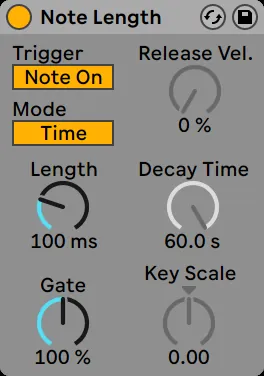 Note Length
Trigger
Note On
Mode
Time
Release Vel.
0 %
Length
100 ms
Decay Time
60.0 s
Gate
100 %
Key Scale
0.00